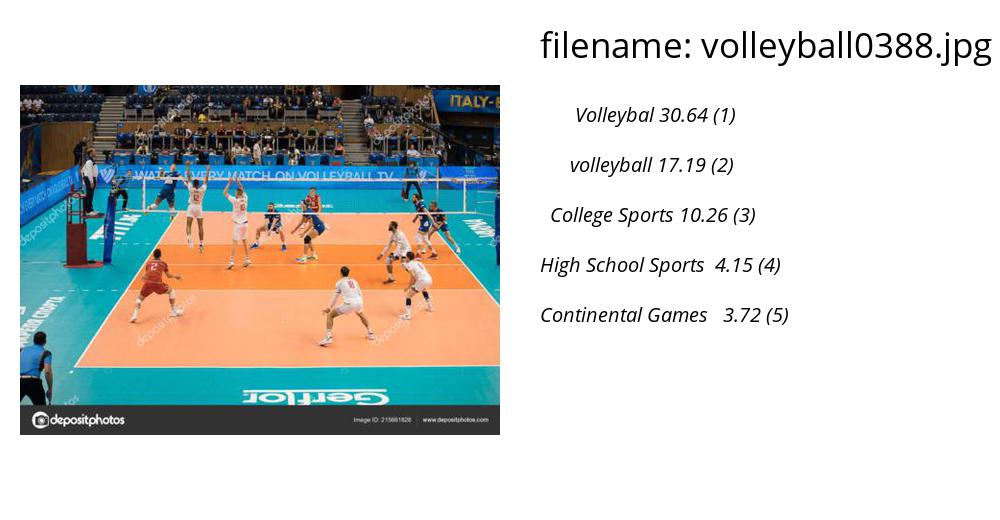 filename: volleyball0388.jpg
Volleybal 30.64 (1)
volleyball 17.19 (2)
College Sports 10.26 (3)
High School Sports 4.15 (4)
Continental Games 3.72 (5)
ITALY-
WATCH EVERY MATCH ON VOLLEYBALL.TV
Gerflor
depositphotos
Image ID: 215661828 www.depositphotos.com